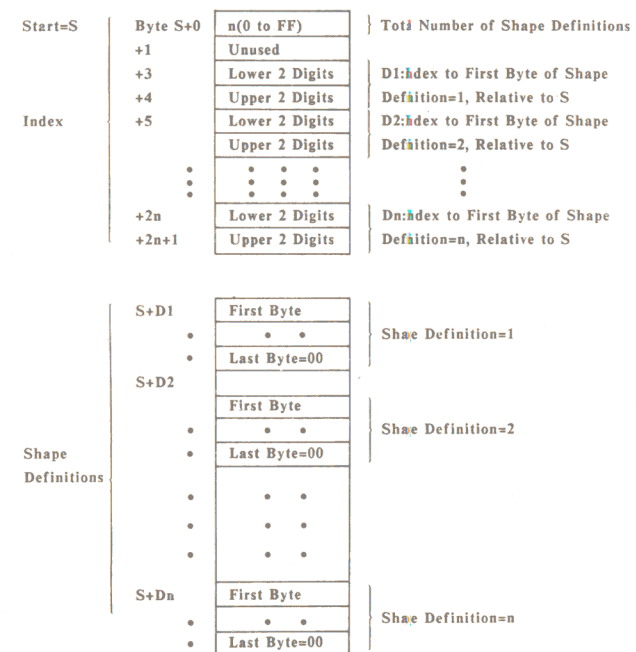 Start=S Byte S+0 n(0 to FF) Total Number of Shape Definitions
+1 Unused
+3 Lower 2 Digits D1:Index to First Byte of Shape
+4 Upper 2 Digits Definition=1, Relative to S
Index +5 Lower 2 Digits D2:Index to First Byte of Shape
Upper 2 Digits Definition=2, Relative to S
+2n Lower 2 Digits Dn:Index to First Byte of Shape
+2n+1 Upper 2 Digits Definition=n, Relative to S
S+D1 First Byte
Shape Definition=1
Last Byte=00
S+D2
First Byte
Shape Definition=2
Shape Last Byte=00
Definitions
S+Dn First Byte
Shape Definition=n
Last Byte=00